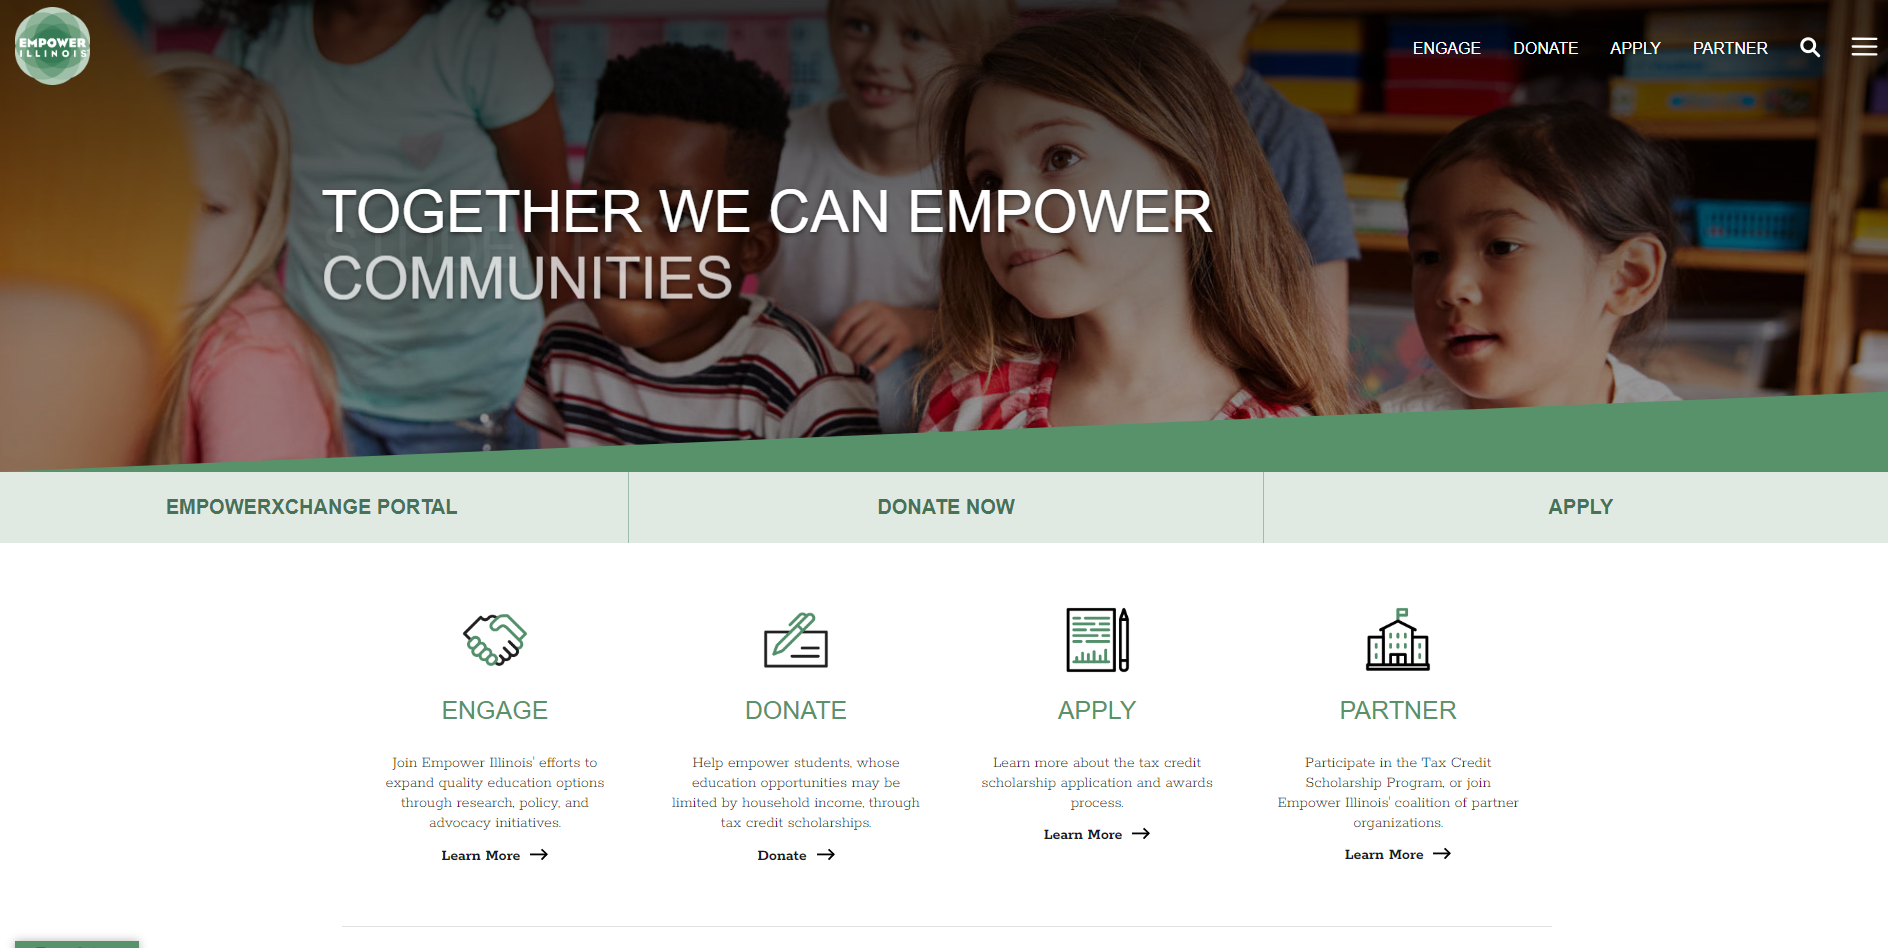 EMPOWER
ILLINOIS
ENGAGE DONATE APPLY PARTNER
TOGETHER WE CAN EMPOWER
COMMUNITIES
EMPOWERXCHANGE PORTAL
DONATE NOW
APPLY
ENGAGE
Join Empower Illinois' efforts to
expand quality education options
through research, policy, and
advocacy initiatives.
Learn More
DONATE
Help empower students, whose
education opportunities may be
limited by household income, through
tax credit scholarships.
Donate
APPLY
Learn more about the tax credit
scholarship application and awards
process.
Learn More
PARTNER
Participate in the Tax Credit
Scholarship Program, or join
Empower Illinois' coalition of partner
organizations.
Learn More